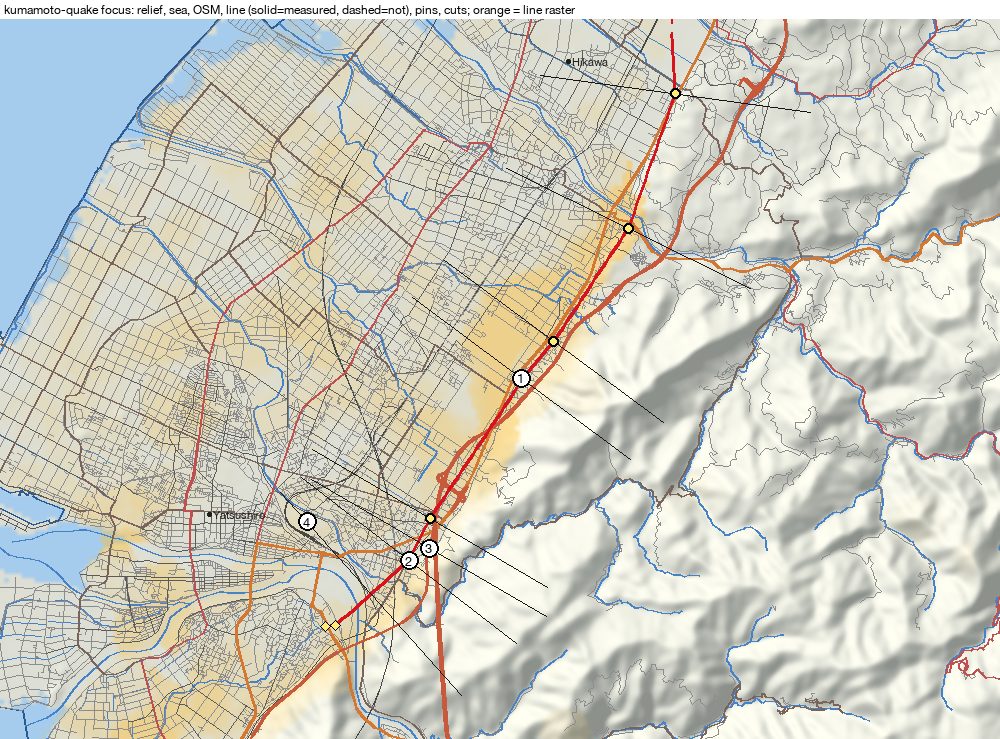 kumamoto-quake focus: relief, sea, OSM, line (solid=measured, dashed=not), pins, cuts; orange = line raster
Hikawa
1
Yatsushiro
4
3
2